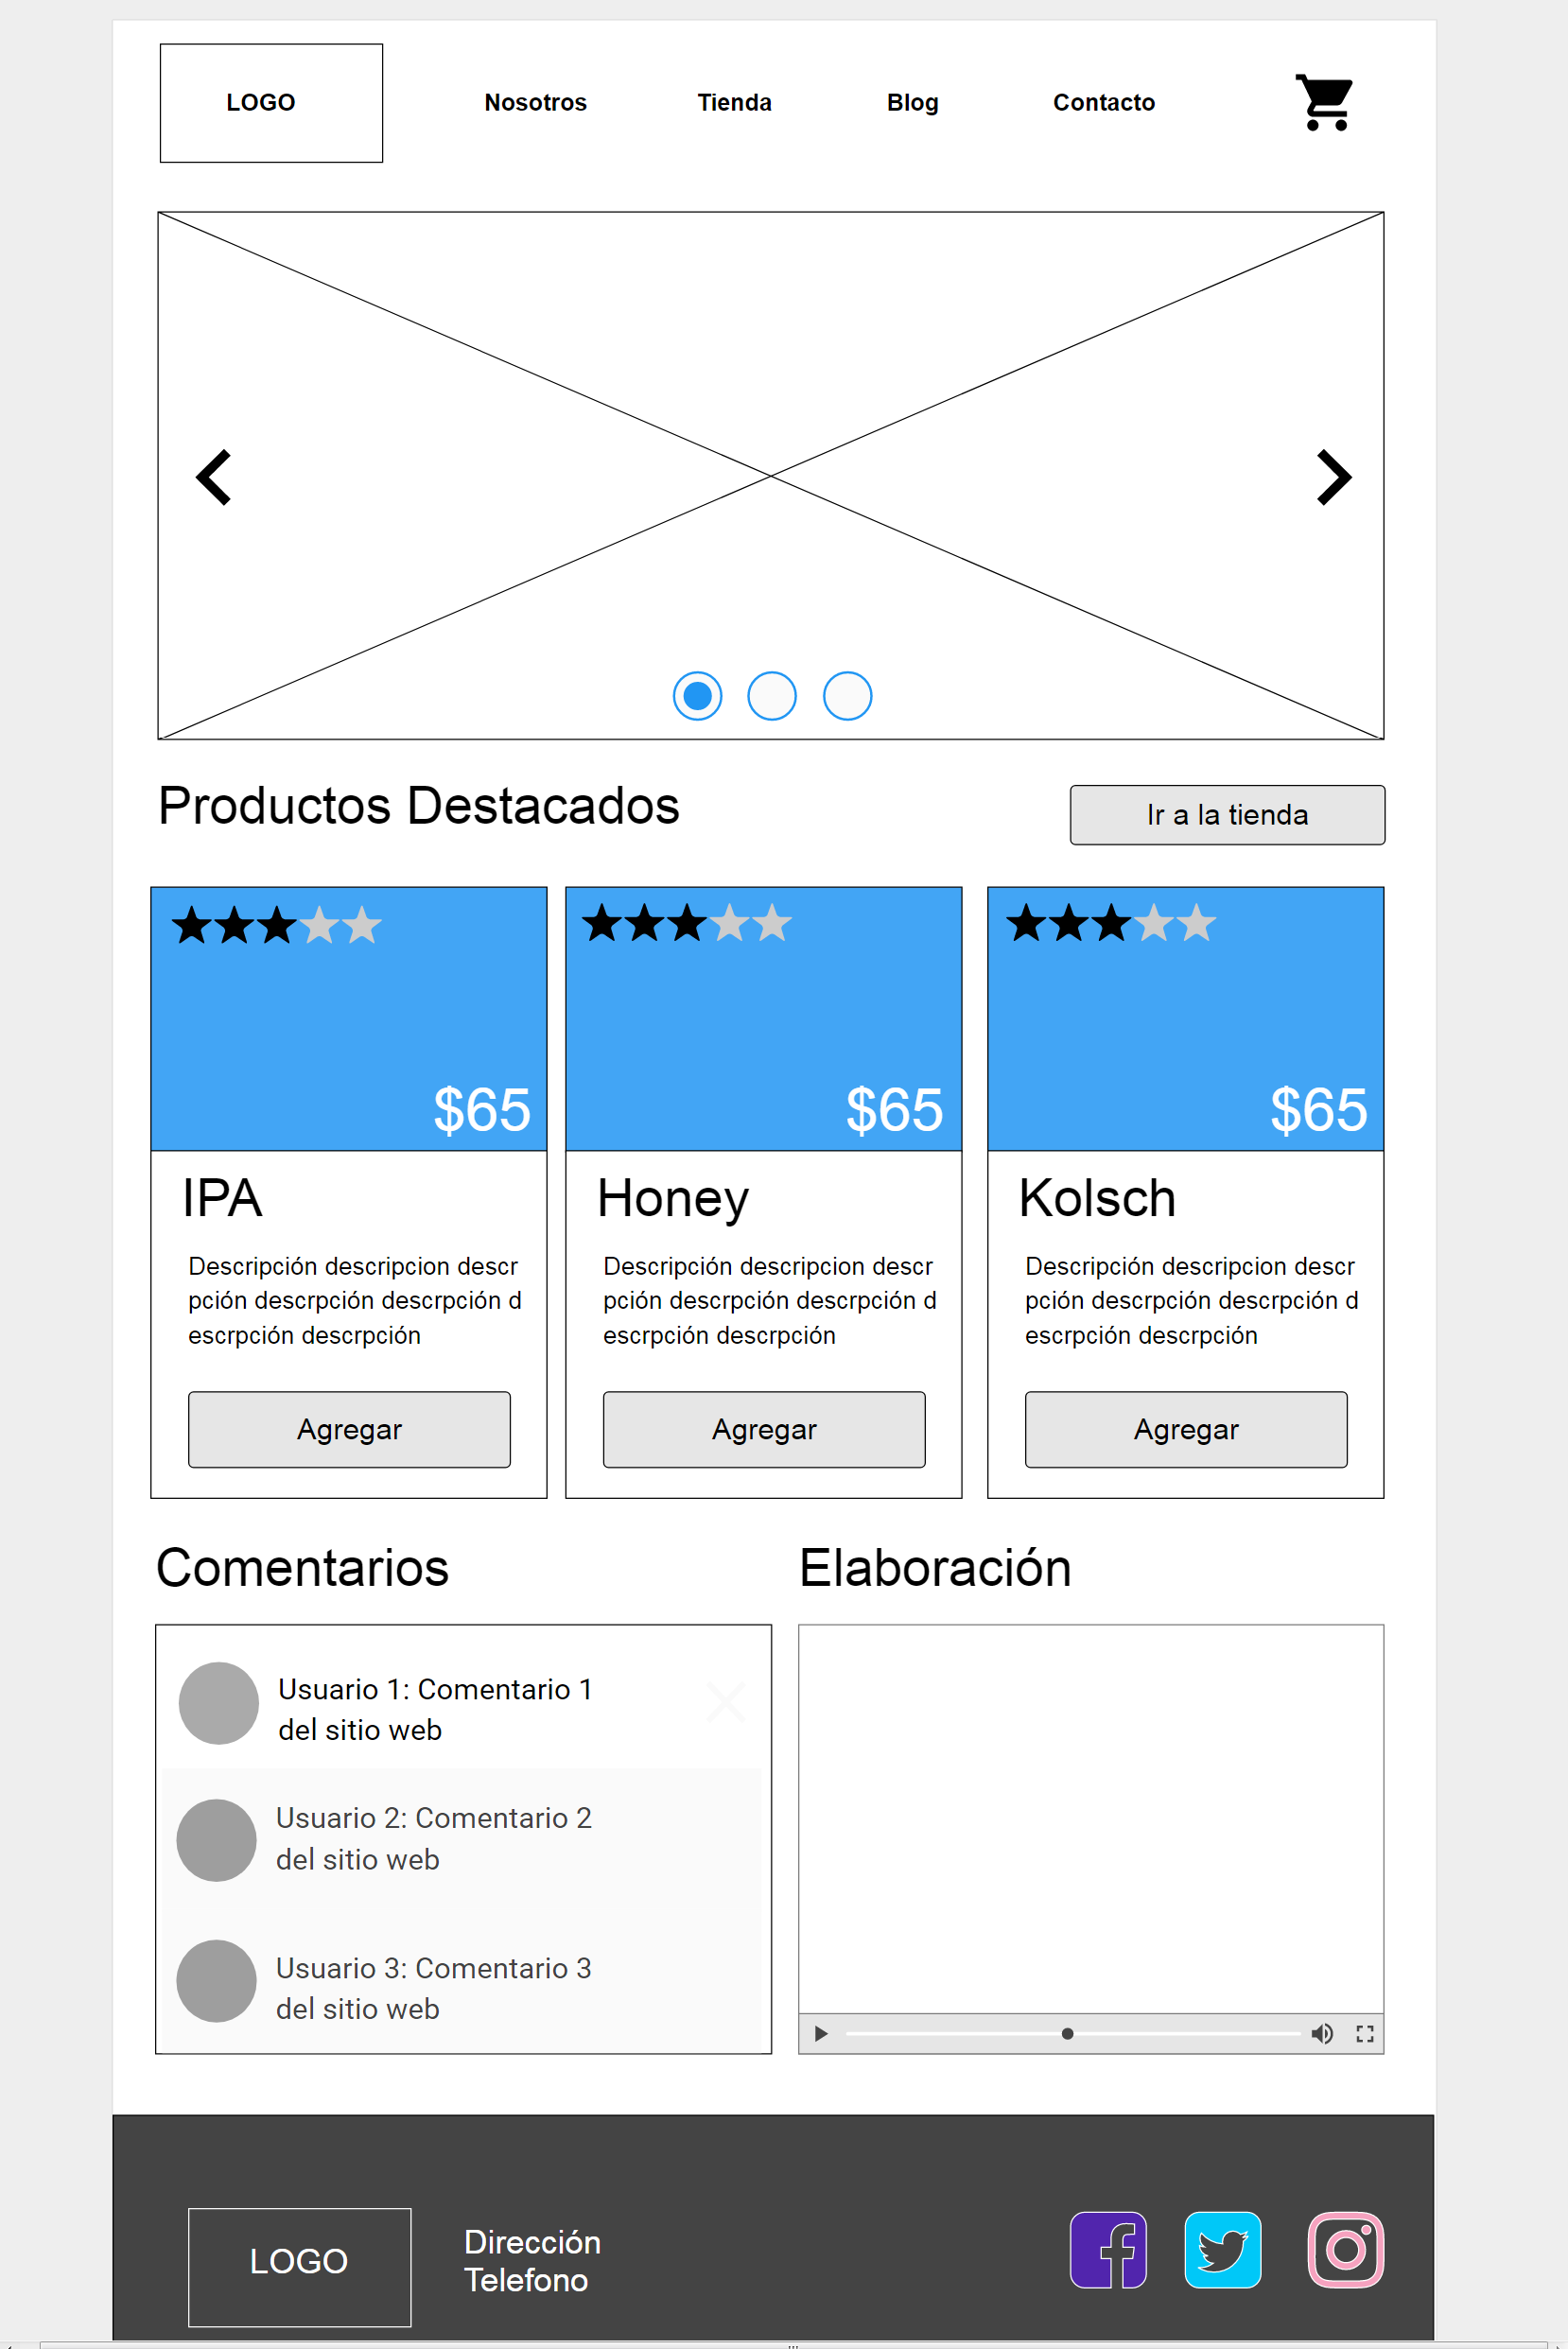 LOGO
Nosotros
Tienda
Blog
Contacto
Productos Destacados
Ir a la tienda
$65
IPA
Descripción descripcion descr
pción descrpción descrpción d
escrpción descrpción
Agregar
$65
Honey
Descripción descripcion descr
pción descrpción descrpción d
escrpción descrpción
Agregar
$65
Kolsch
Descripción descripcion descr
pción descrpción descrpción d
escrpción descrpción
Agregar
Comentarios
Usuario 1: Comentario 1
del sitio web
Usuario 2: Comentario 2
del sitio web
Usuario 3: Comentario 3
del sitio web
Elaboración
LOGO
Dirección
Telefono